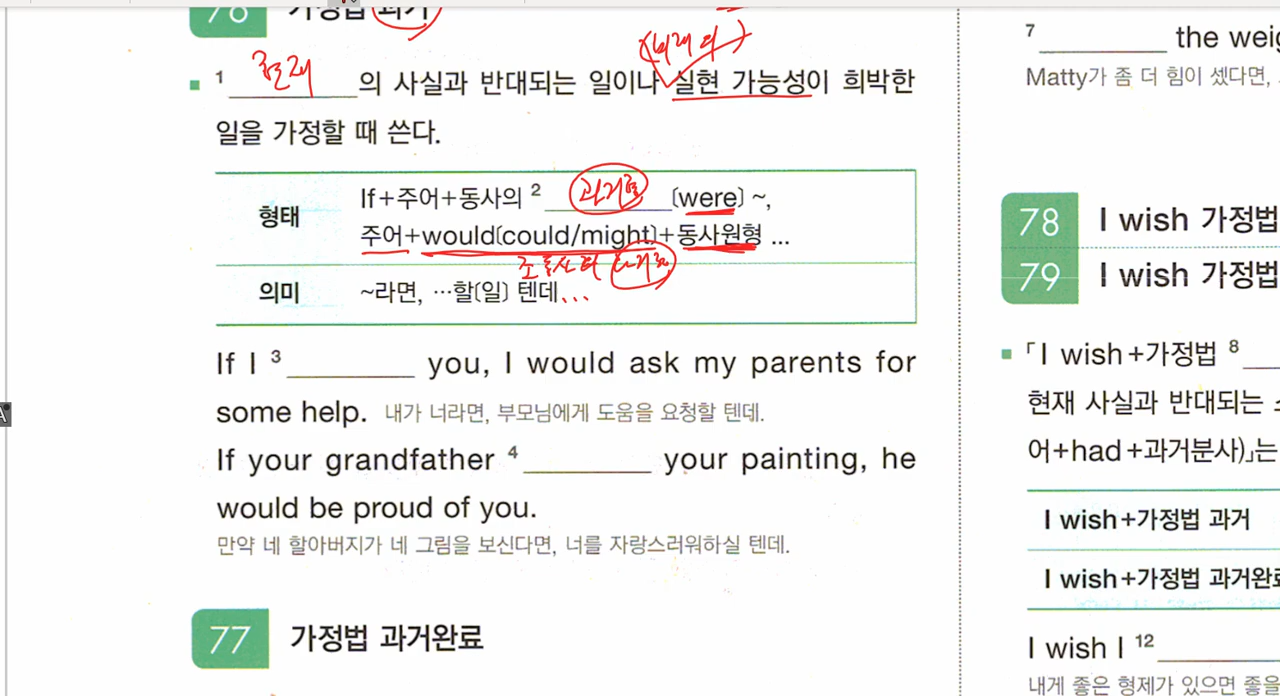 76 가정법 과거
(미래의)
1 현재 의 사실과 반대되는 일이나 실현 가능성이 희박한
일을 가정할 때 쓴다.
형태
If+주어+동사의 2 과거형 (were) ~,
주어+would(could/might)+동사원형 ...
조동사의 과거형
의미
~라면, …할(일) 텐데...
If I 3 you, I would ask my parents for
some help. 내가 너라면, 부모님에게 도움을 요청할 텐데.
If your grandfather 4 your painting, he
would be proud of you.
만약 네 할아버지가 네 그림을 보신다면, 너를 자랑스러워하실 텐데.
77 가정법 과거완료
7 the weig
Matty가 좀 더 힘이 셌다면,
78 I wish 가정법
79 I wish 가정법
「I wish+가정법 8
현재 사실과 반대되는
어+had+과거분사)」는
I wish+가정법 과거
I wish+가정법 과거완료
I wish I 12
내게 좋은 형제가 있으면 좋을